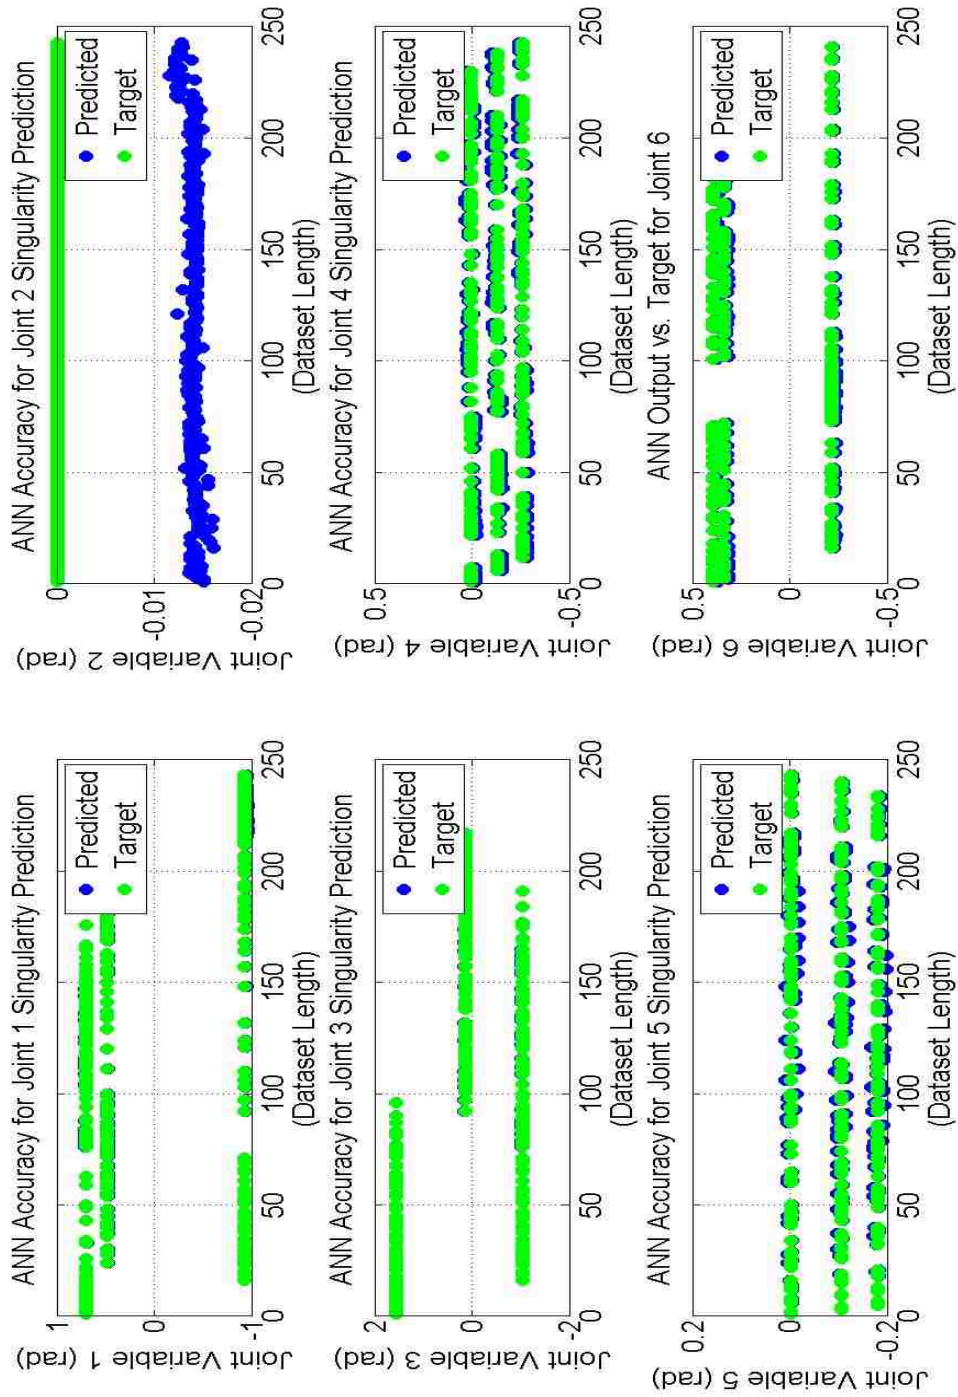 ANN Accuracy for Joint 1 Singularity Prediction
Joint Variable 1 (rad)
1
0
-1
Predicted
Target
0 50 100 150 200 250
(Dataset Length)
ANN Accuracy for Joint 2 Singularity Prediction
Joint Variable 2 (rad)
0
-0.01
-0.02
Predicted
Target
0 50 100 150 200 250
(Dataset Length)
ANN Accuracy for Joint 3 Singularity Prediction
Joint Variable 3 (rad)
2
0
-2
Predicted
Target
0 50 100 150 200 250
(Dataset Length)
ANN Accuracy for Joint 4 Singularity Prediction
Joint Variable 4 (rad)
0.5
0
-0.5
Predicted
Target
0 50 100 150 200 250
(Dataset Length)
ANN Accuracy for Joint 5 Singularity Prediction
Joint Variable 5 (rad)
0.2
0
-0.2
Predicted
Target
0 50 100 150 200 250
(Dataset Length)
ANN Output vs. Target for Joint 6
Joint Variable 6 (rad)
0.5
0
-0.5
Predicted
Target
0 50 100 150 200 250
(Dataset Length)